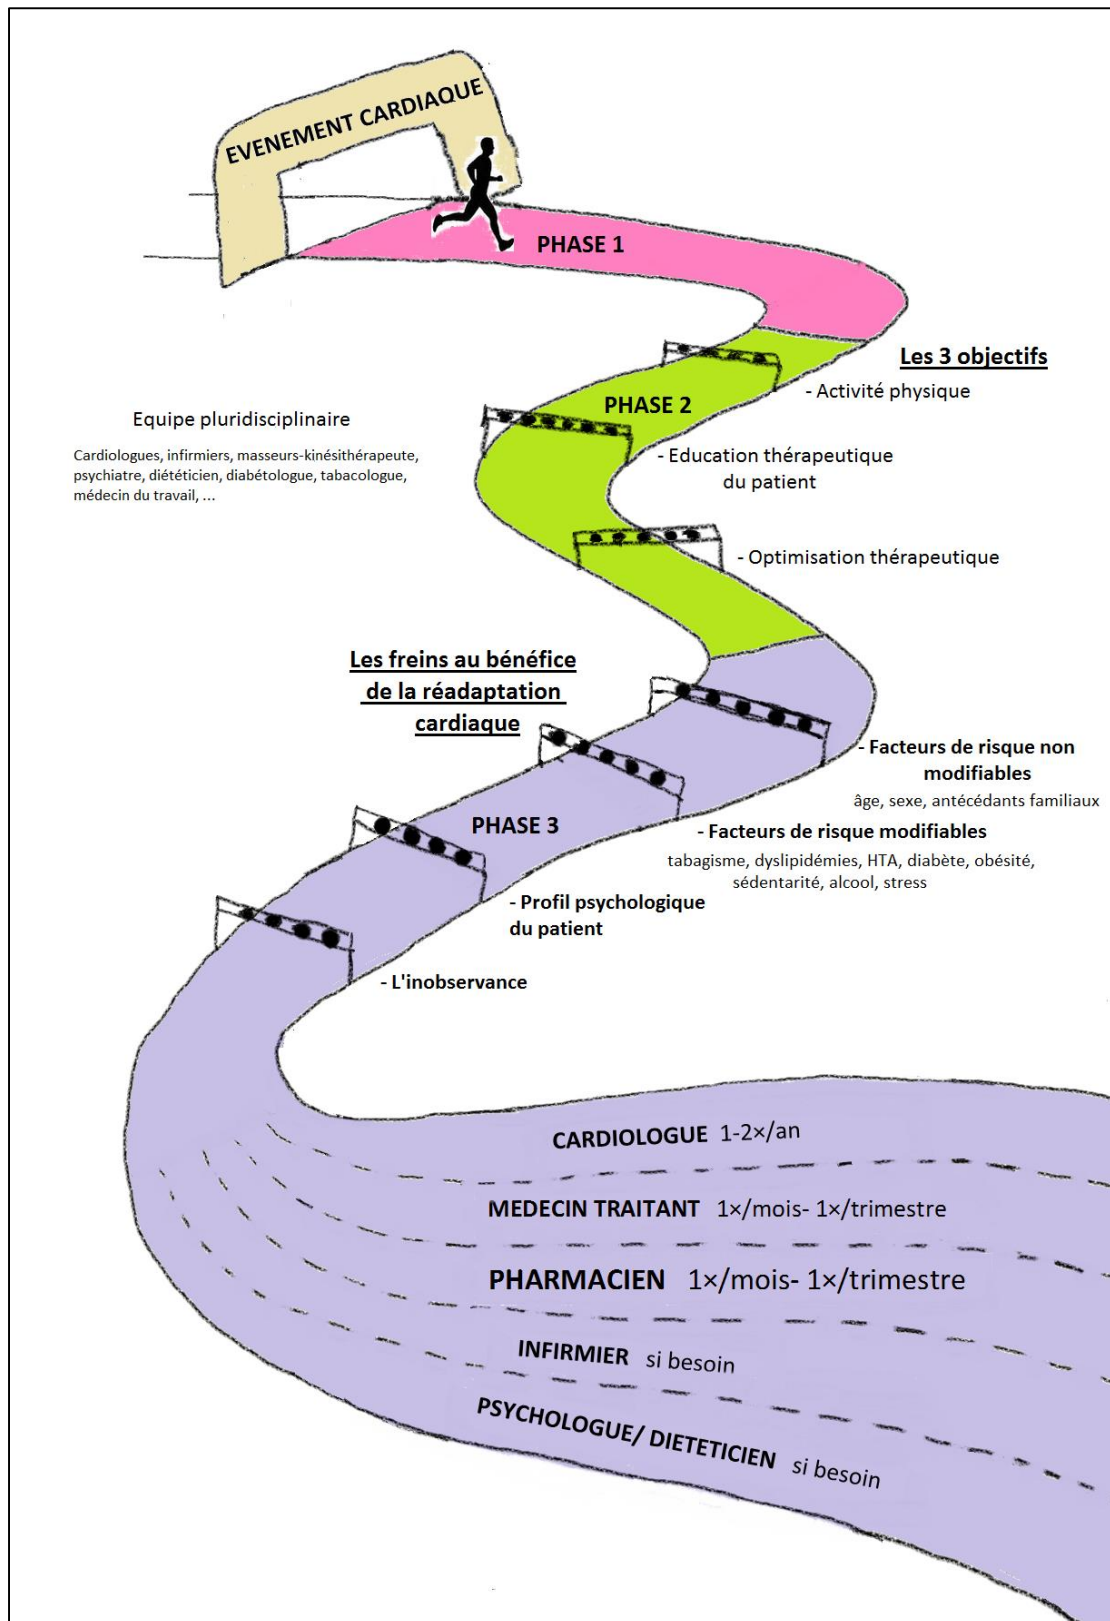 EVENEMENT CARDIAQUE
PHASE 1
Les 3 objectifs
- Activité physique
PHASE 2
Equipe pluridisciplinaire
Cardiologues, infirmiers, masseurs-kinésithérapeute,
psychiatre, diététicien, diabétologue, tabacologue,
médecin du travail, ...
- Education thérapeutique
du patient
- Optimisation thérapeutique
Les freins au bénéfice
de la réadaptation
cardiaque
- Facteurs de risque non
modifiables
âge, sexe, antécédants familiaux
PHASE 3
- Facteurs de risque modifiables
tabagisme, dyslipidémies, HTA, diabète, obésité,
sédentarité, alcool, stress
- Profil psychologique
du patient
- L'inobservance
CARDIOLOGUE 1-2×/an
MEDECIN TRAITANT 1×/mois- 1×/trimestre
PHARMACIEN 1×/mois- 1×/trimestre
INFIRMIER si besoin
PSYCHOLOGUE/ DIETETICIEN si besoin